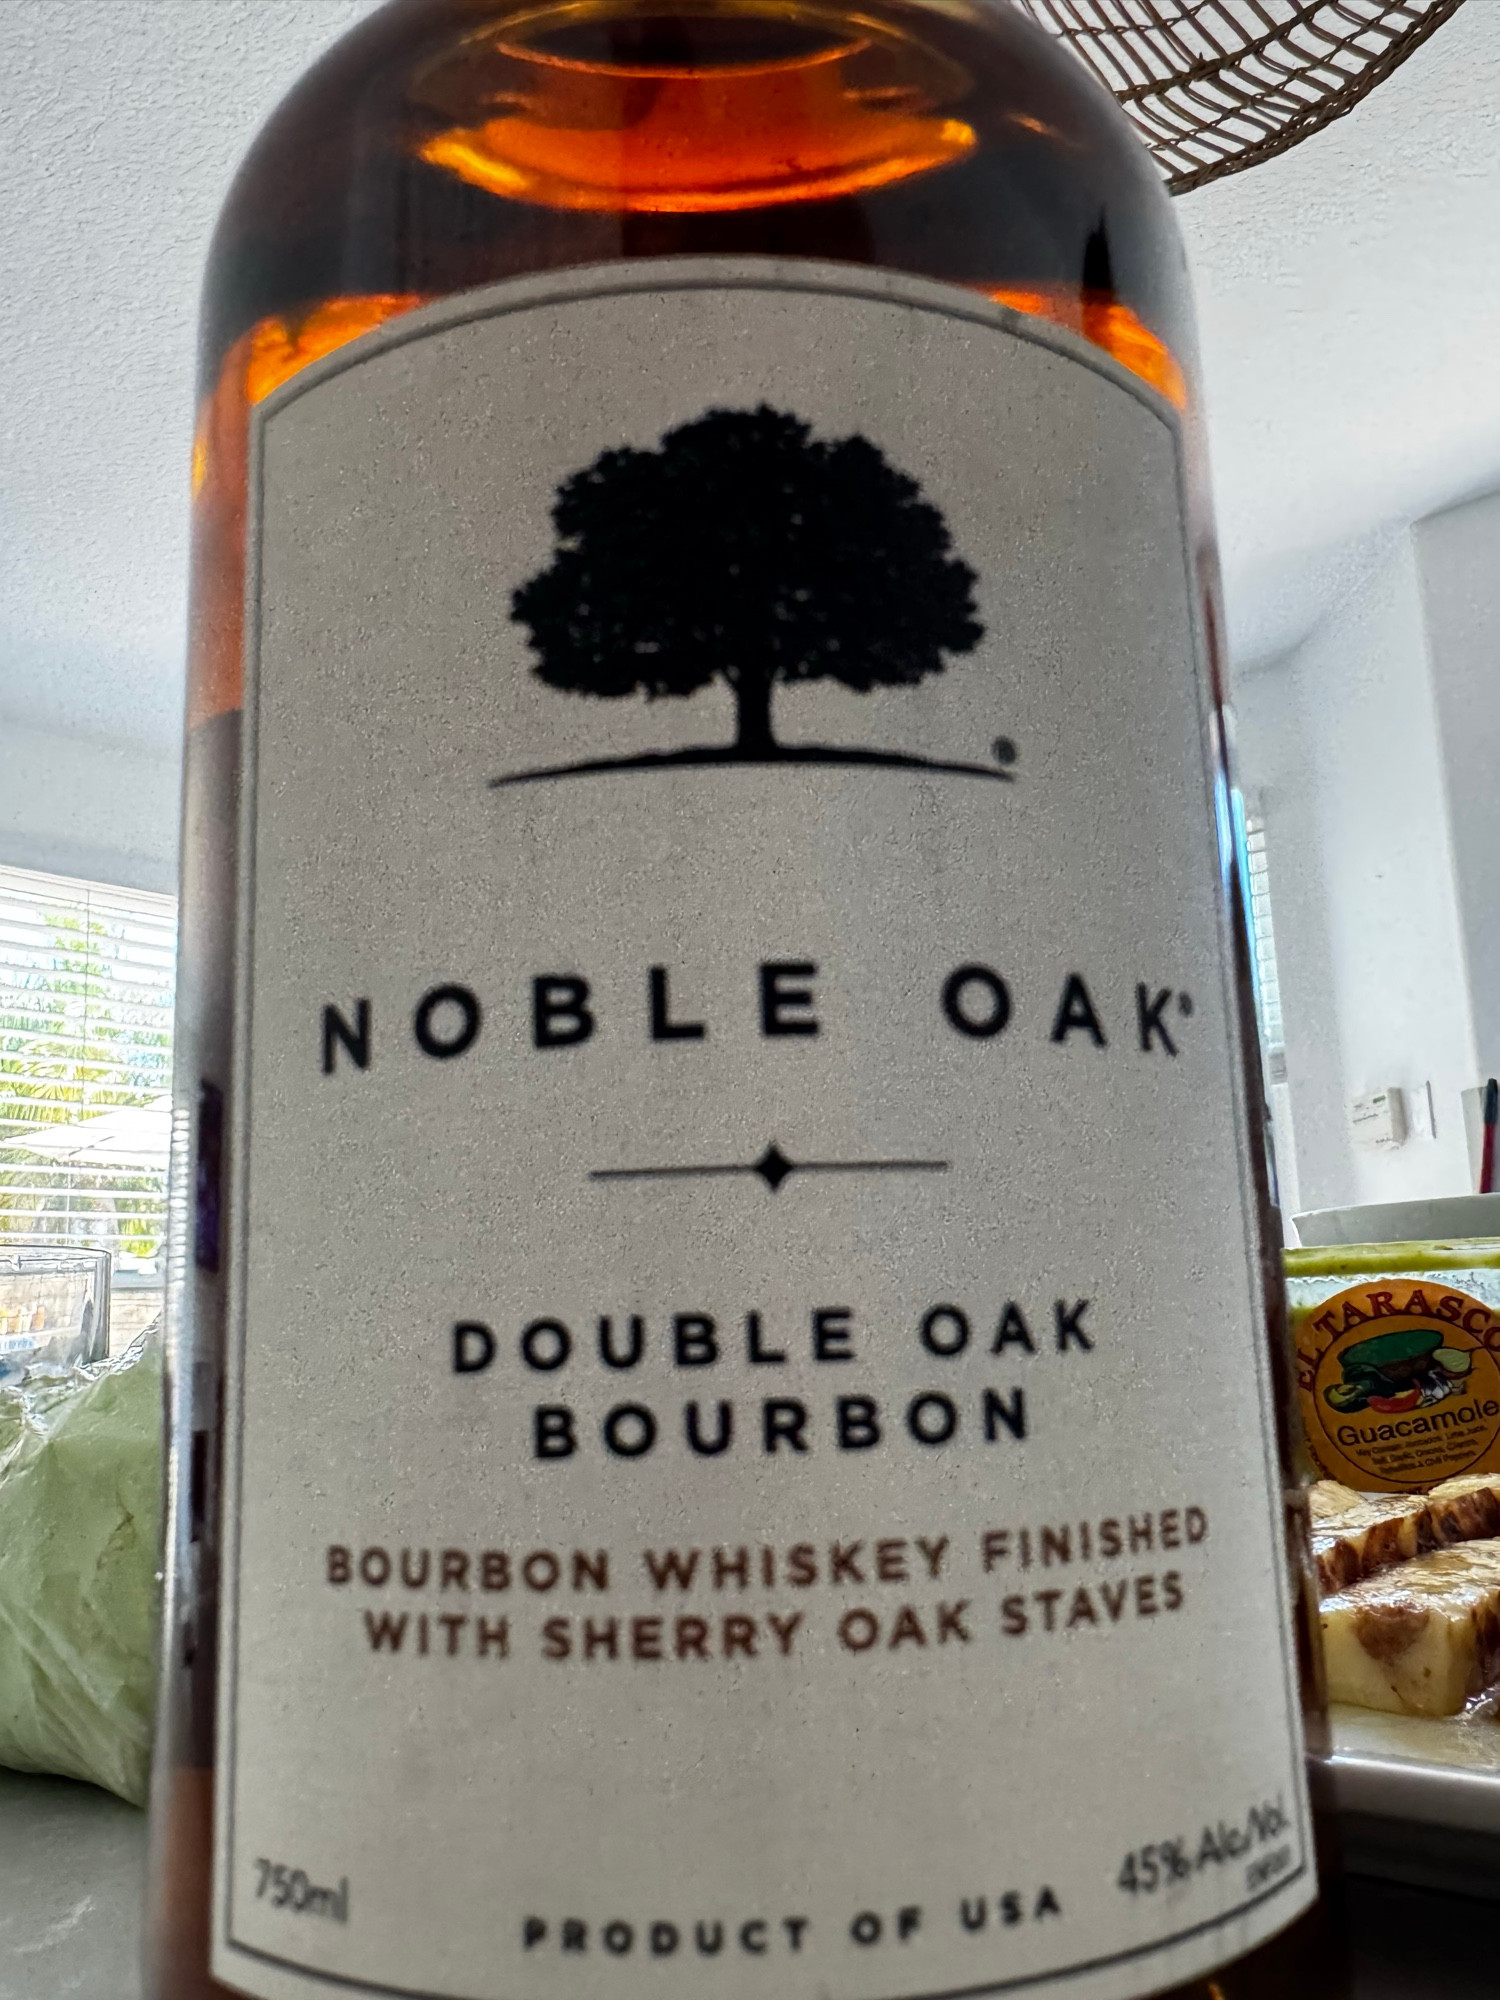 ®
NOBLE OAK®
DOUBLE OAK
BOURBON
BOURBON WHISKEY FINISHED
WITH SHERRY OAK STAVES
750ml
45% Alc/Vol.
PRODUCT OF USA
EL TARASCO
Guacamole